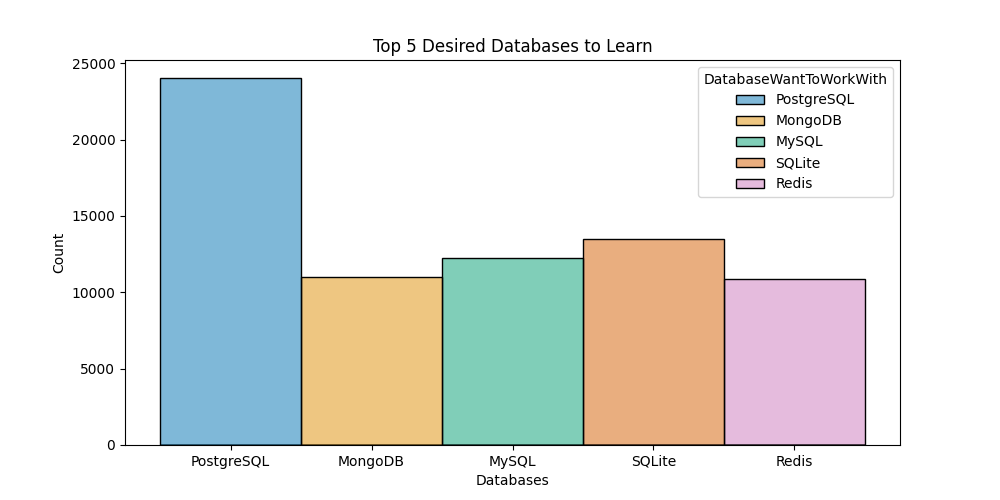 Top 5 Desired Databases to Learn
DatabaseWantToWorkWith
PostgreSQL
MongoDB
MySQL
SQLite
Redis
Count
25000
20000
15000
10000
5000
0
PostgreSQL MongoDB MySQL SQLite Redis
Databases